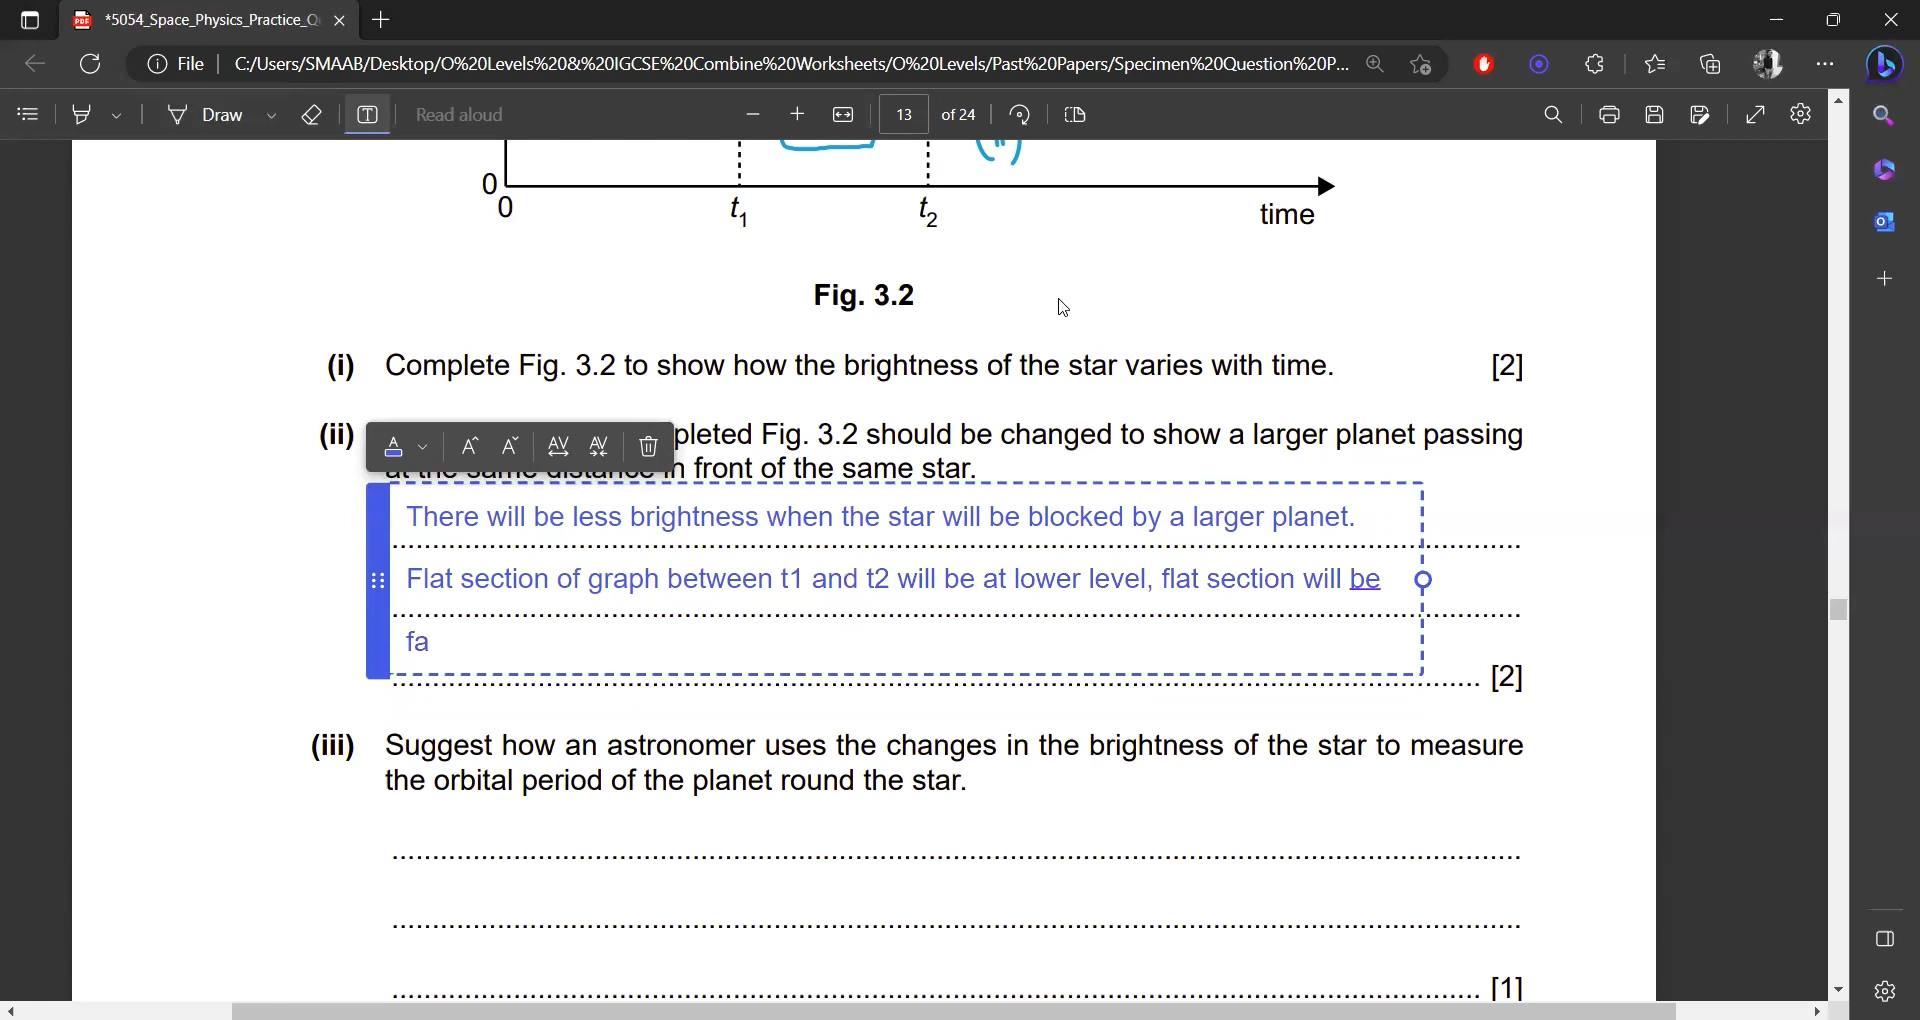 *5054_Space_Physics_Practice_Q
File
C:/Users/SMAAB/Desktop/O%20Levels%20&%20IGCSE%20Combine%20Worksheets/O%20Levels/Past%20Papers/Specimen%20Question%20P...
Draw
Read aloud
13 of 24
0
0 t1 t2 time
Fig. 3.2
(i) Complete Fig. 3.2 to show how the brightness of the star varies with time. [2]
(ii) pleted Fig. 3.2 should be changed to show a larger planet passing
at the same distance in front of the same star.
There will be less brightness when the star will be blocked by a larger planet.
Flat section of graph between t1 and t2 will be at lower level, flat section will be
fa
[2]
(iii) Suggest how an astronomer uses the changes in the brightness of the star to measure
the orbital period of the planet round the star.
[1]